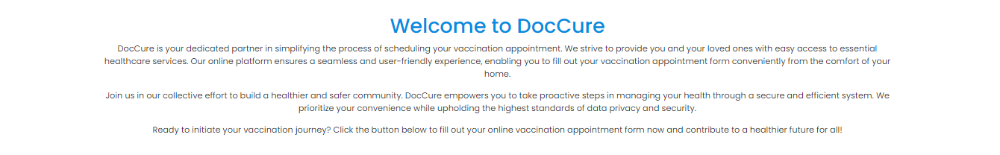 Welcome to DocCure
DocCure is your dedicated partner in simplifying the process of scheduling your vaccination appointment. We strive to provide you and your loved ones with easy access to essential
healthcare services. Our online platform ensures a seamless and user-friendly experience, enabling you to fill out your vaccination appointment form conveniently from the comfort of your
home.
Join us in our collective effort to build a healthier and safer community. DocCure empowers you to take proactive steps in managing your health through a secure and efficient system. We
prioritize your convenience while upholding the highest standards of data privacy and security.
Ready to initiate your vaccination journey? Click the button below to fill out your online vaccination appointment form now and contribute to a healthier future for all!